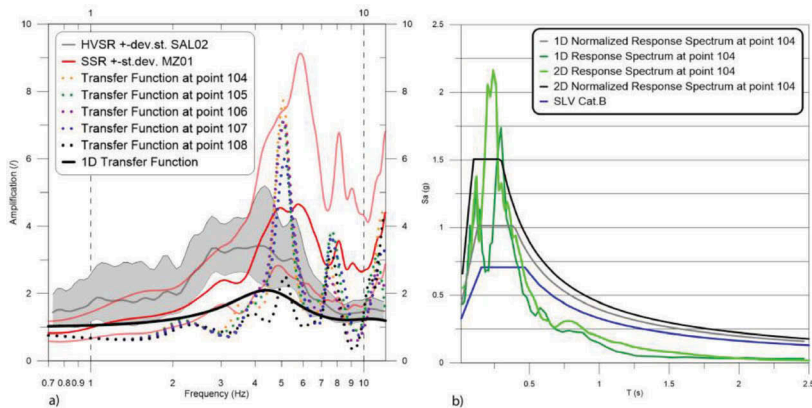 1
10
10
10
HVSR +-dev.st. SAL02
SSR +-st.dev. MZ01
Transfer Function at point 104
Transfer Function at point 105
Transfer Function at point 106
Transfer Function at point 107
Transfer Function at point 108
1D Transfer Function
8
8
6
6
4
4
2
2
0
0
Amplification (/)
0.7 0.8 0.9 1 2 3 4 5 6 7 8 9 10
Frequency (Hz)
a)
1D Normalized Response Spectrum at point 104
1D Response Spectrum at point 104
2D Response Spectrum at point 104
2D Normalized Response Spectrum at point 104
SLV Cat.B
2.5
2
1.5
1
0.5
0
Sa (g)
0.5 1 1.5 2 2.5
T (s)
b)